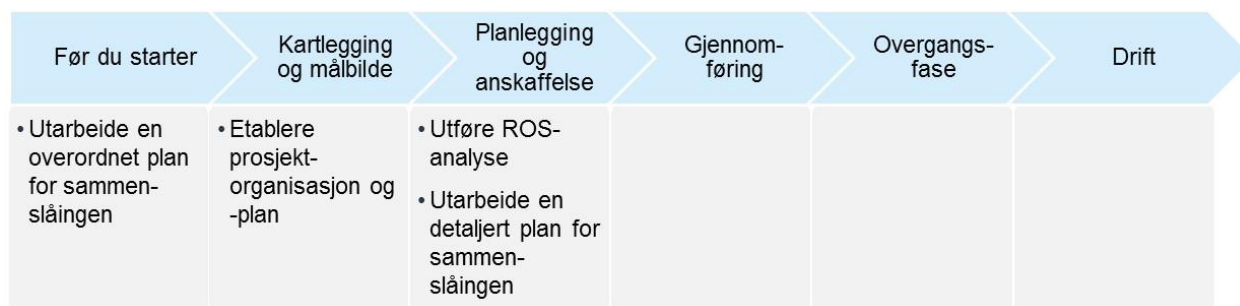 Før du starter
Kartlegging
og målbilde
Planlegging
og
anskaffelse
Gjennom-
føring
Overgangs-
fase
Drift
• Utarbeide en
overordnet plan
for sammen-
slåingen
• Etablere
prosjekt-
organisasjon og
-plan
• Utføre ROS-
analyse
• Utarbeide en
detaljert plan for
sammen-
slåingen